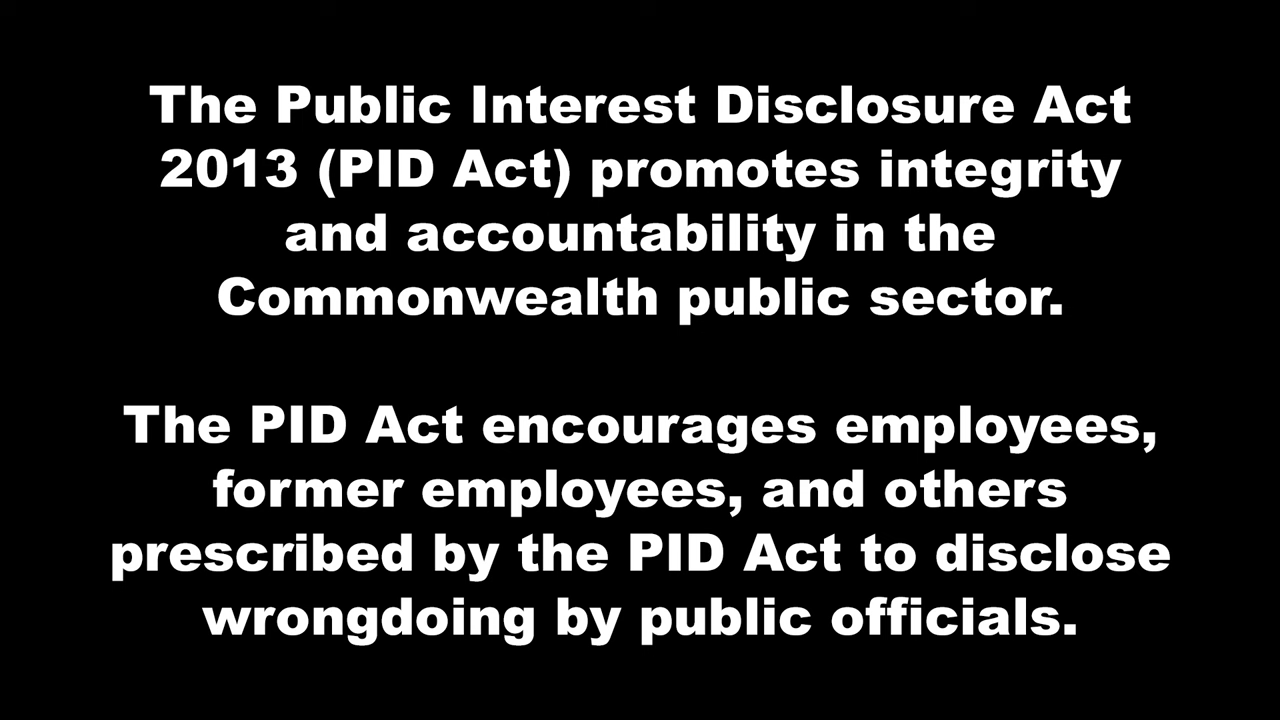 The Public Interest Disclosure Act
2013 (PID Act) promotes integrity
and accountability in the
Commonwealth public sector.
The PID Act encourages employees,
former employees, and others
prescribed by the PID Act to disclose
wrongdoing by public officials.